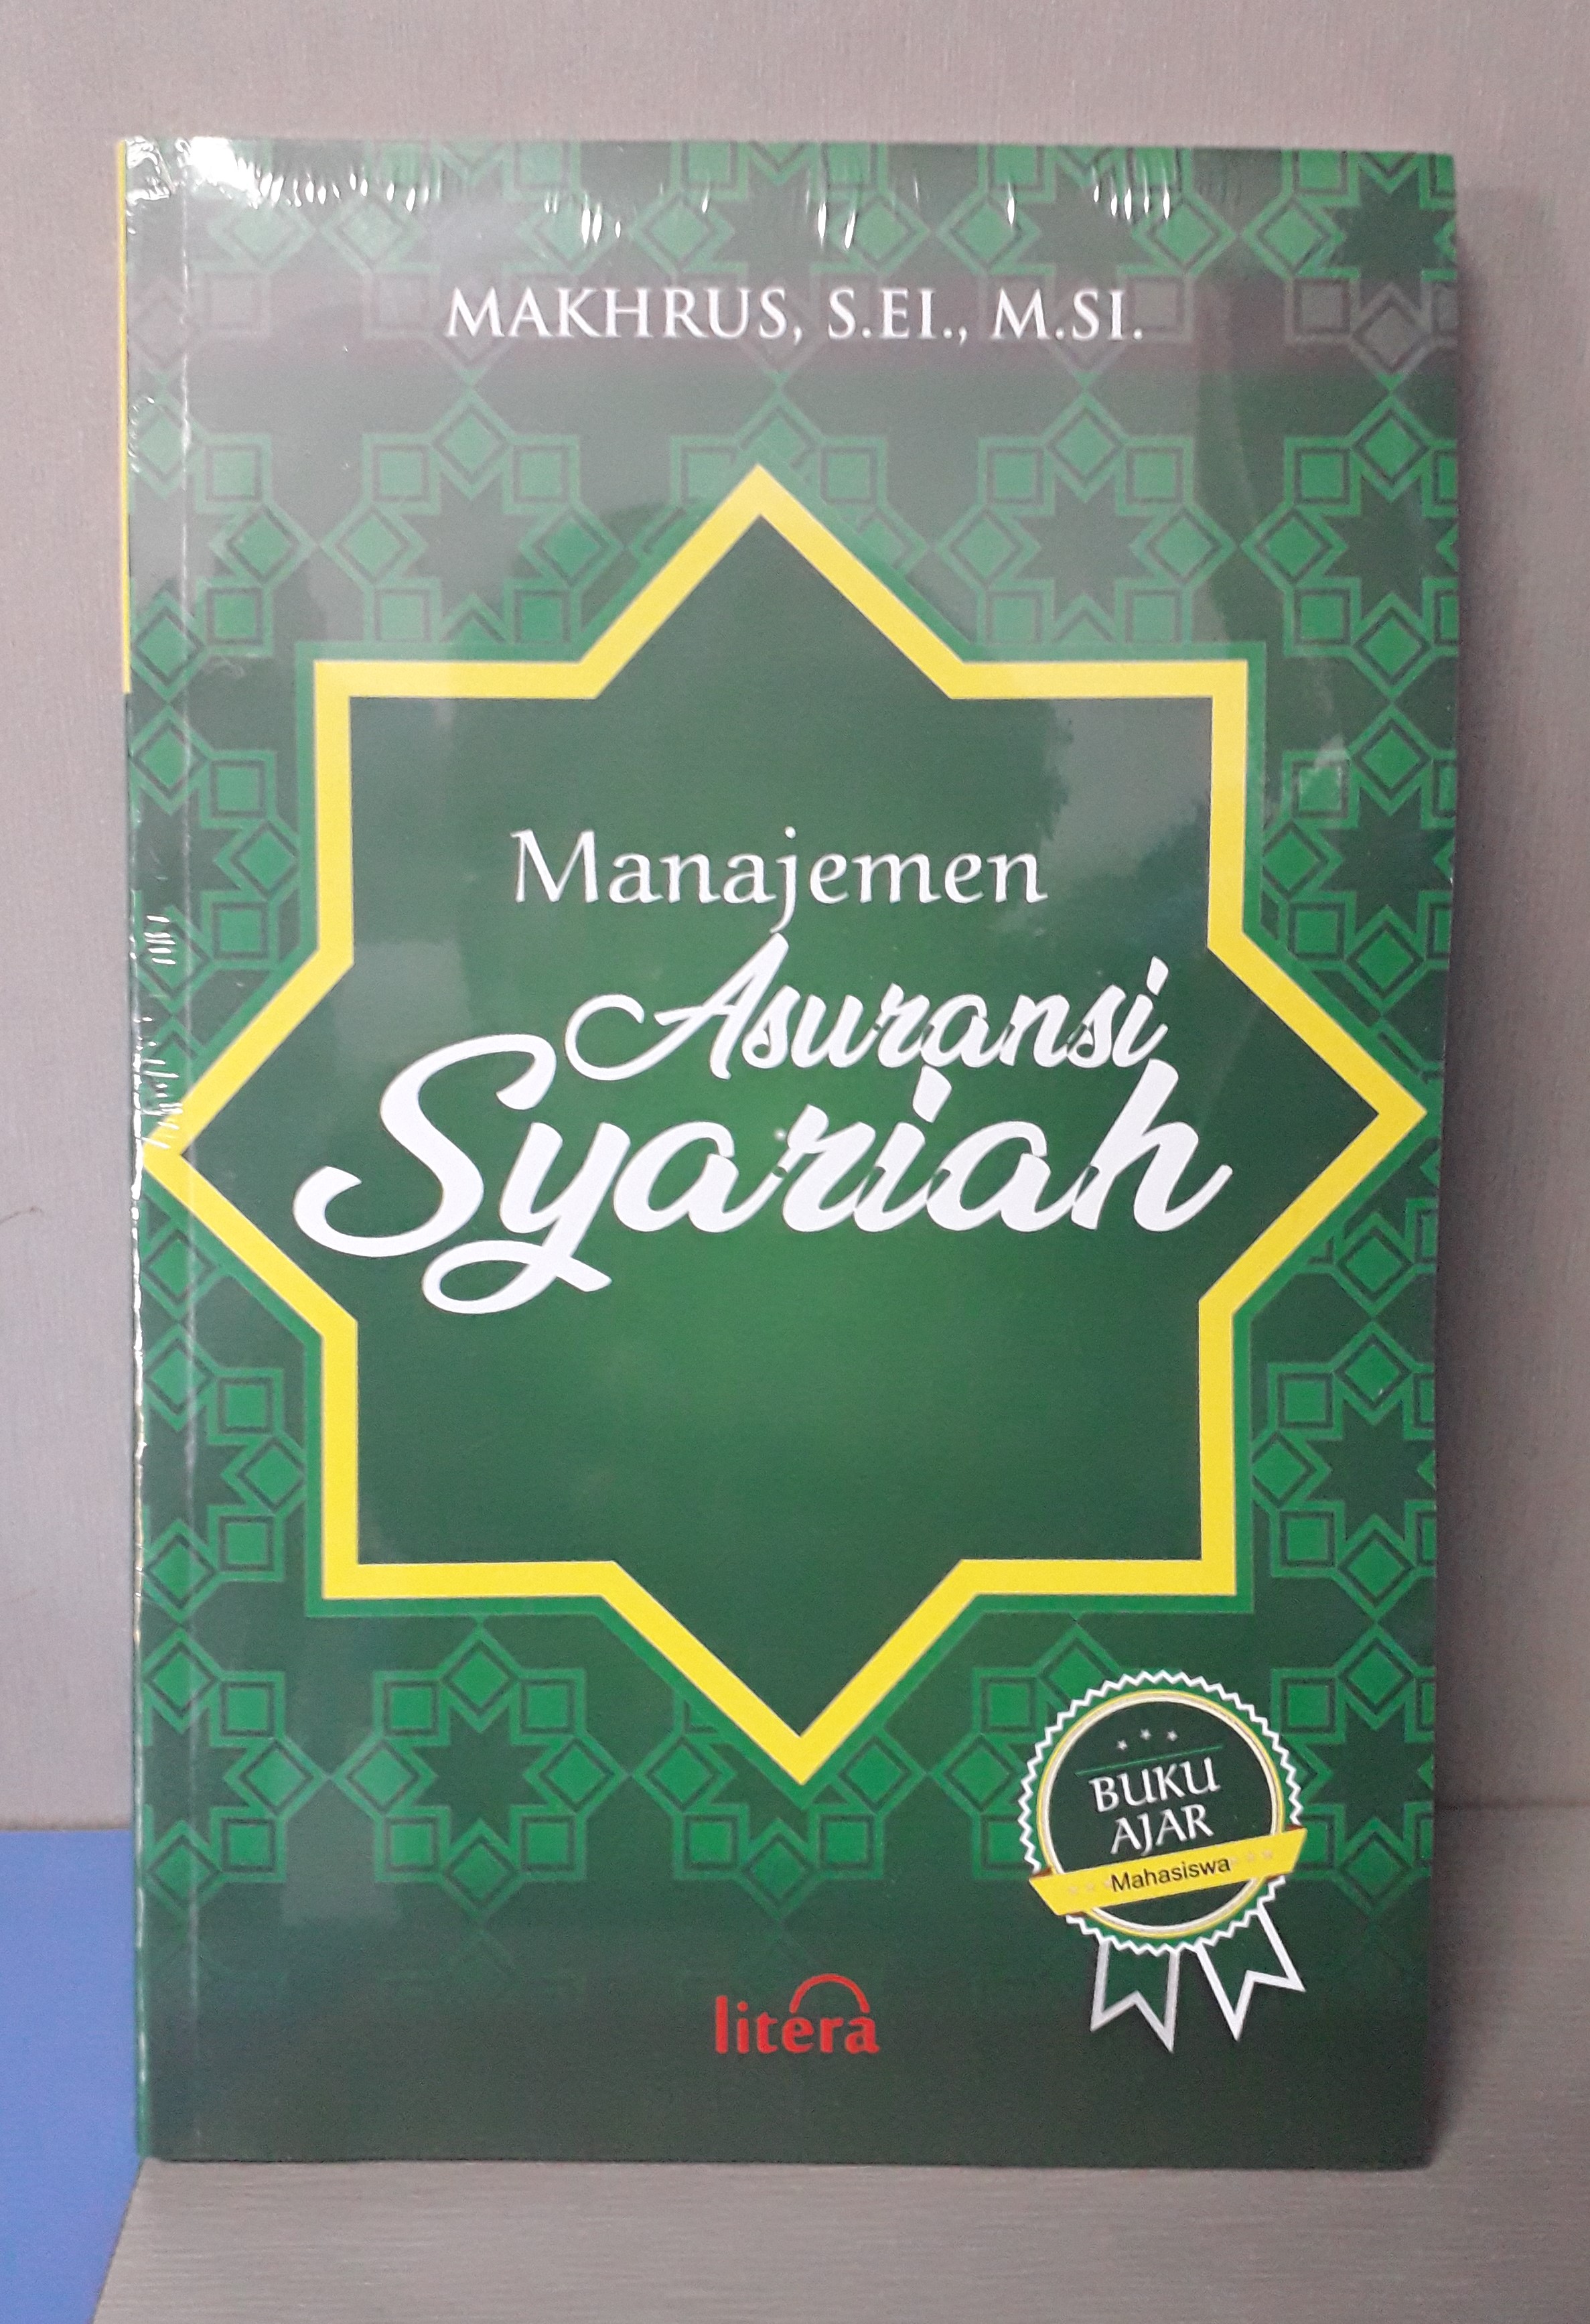 MAKHRUS, S.EI., M.SI.
Manajemen
Asuransi
Syariah
BUKU
AJAR
Mahasiswa
litera